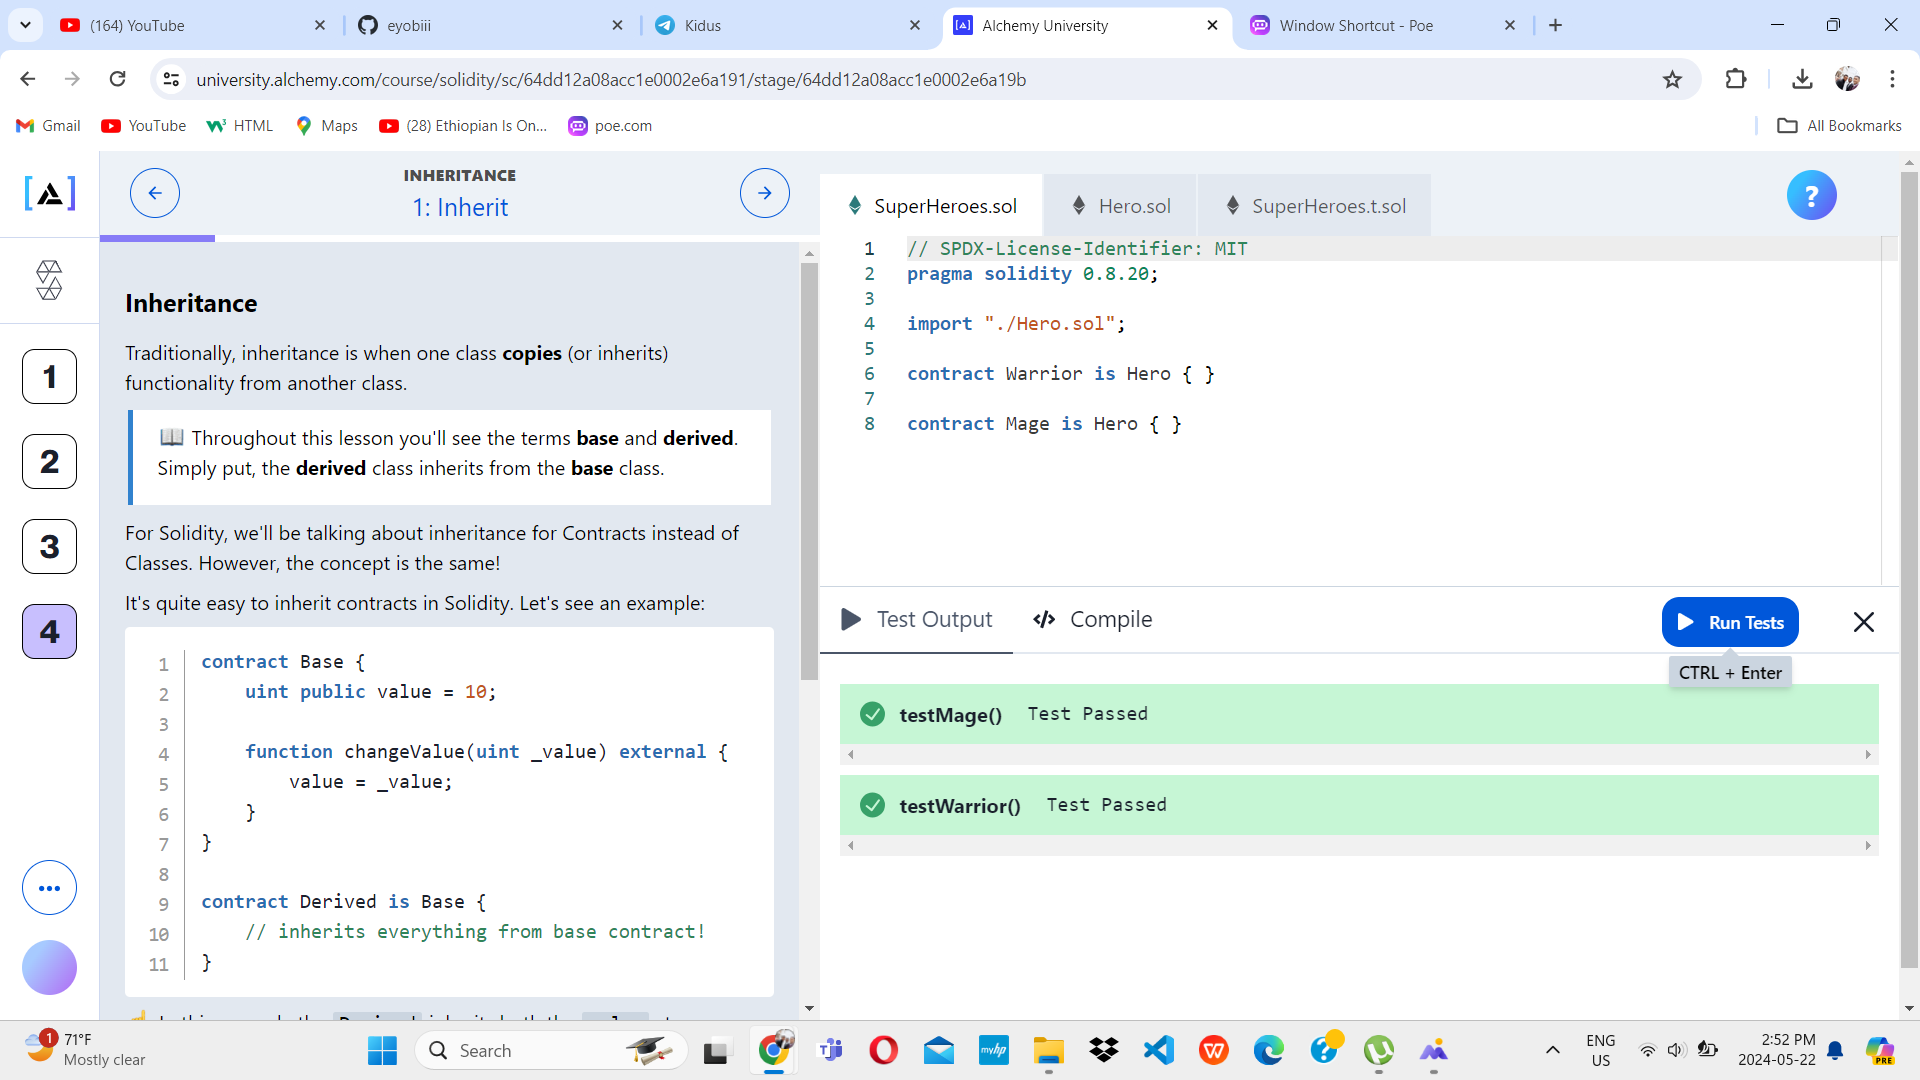 (164) YouTube
eyobiii
Kidus
Alchemy University
Window Shortcut - Poe
university.alchemy.com/course/solidity/sc/64dd12a08acc1e0002e6a191/stage/64dd12a08acc1e0002e6a19b
Gmail
YouTube
HTML
Maps
(28) Ethiopian Is On...
poe.com
All Bookmarks
INHERITANCE
1: Inherit
1
2
3
4
Inheritance
Traditionally, inheritance is when one class copies (or inherits)
functionality from another class.
📖 Throughout this lesson you'll see the terms base and derived.
Simply put, the derived class inherits from the base class.
For Solidity, we'll be talking about inheritance for Contracts instead of
Classes. However, the concept is the same!
It's quite easy to inherit contracts in Solidity. Let's see an example:
1 contract Base {
2 uint public value = 10;
3
4 function changeValue(uint _value) external {
5 value = _value;
6 }
7 }
8
9 contract Derived is Base {
10 // inherits everything from base contract!
11 }
SuperHeroes.sol
Hero.sol
SuperHeroes.t.sol
?
1 // SPDX-License-Identifier: MIT
2 pragma solidity 0.8.20;
3
4 import "./Hero.sol";
5
6 contract Warrior is Hero { }
7
8 contract Mage is Hero { }
Test Output
Compile
Run Tests
CTRL + Enter
testMage() Test Passed
testWarrior() Test Passed
1
71°F
Mostly clear
Search
myhp
ENG
US
2:52 PM
2024-05-22
PRE